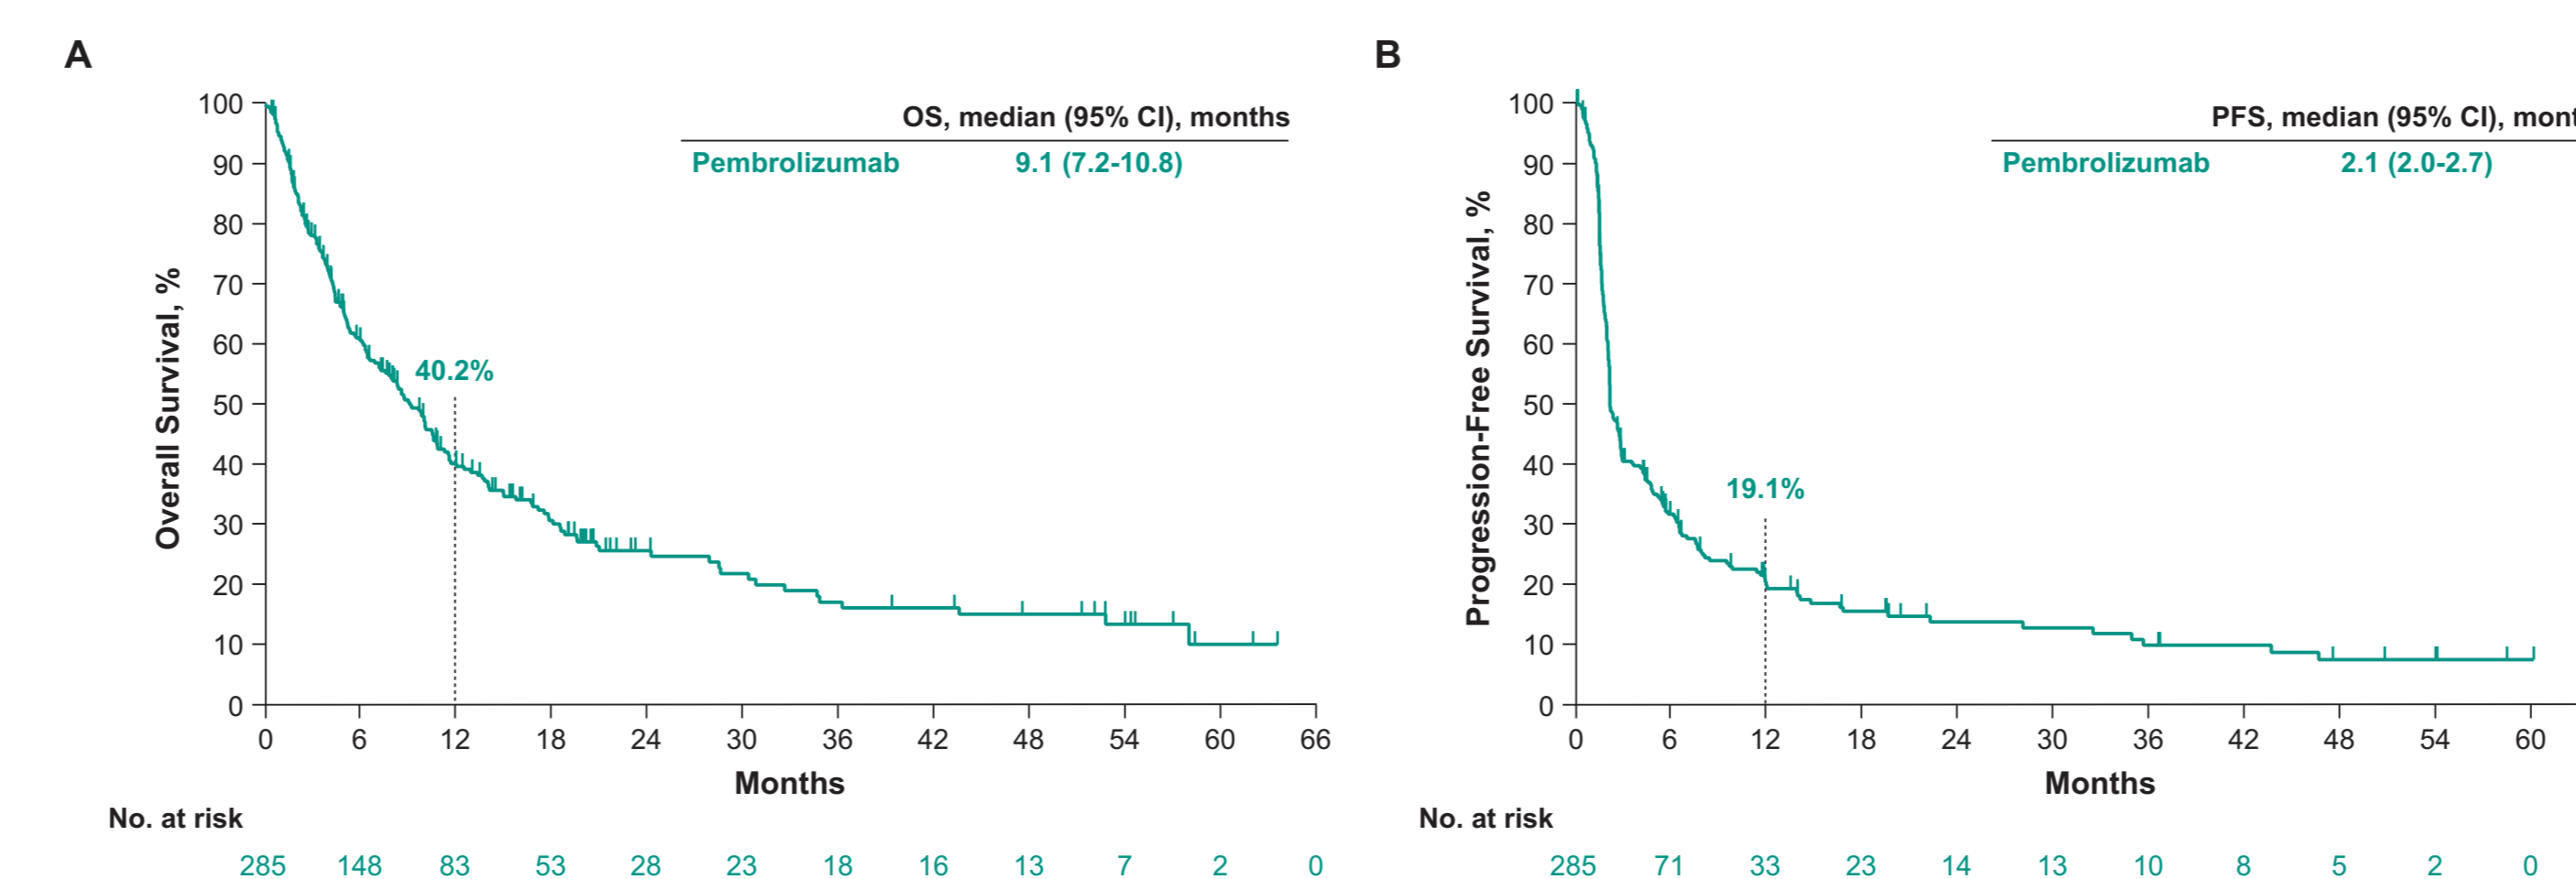 A
OS, median (95% CI), months
Pembrolizumab 9.1 (7.2-10.8)
Overall Survival, %
100
90
80
70
60
50
40
30
20
10
0
40.2%
0 6 12 18 24 30 36 42 48 54 60 66
Months
No. at risk
285 148 83 53 28 23 18 16 13 7 2 0
B
PFS, median (95% CI), mont
Pembrolizumab 2.1 (2.0-2.7)
Progression-Free Survival, %
100
90
80
70
60
50
40
30
20
10
0
19.1%
0 6 12 18 24 30 36 42 48 54 60
Months
No. at risk
285 71 33 23 14 13 10 8 5 2 0